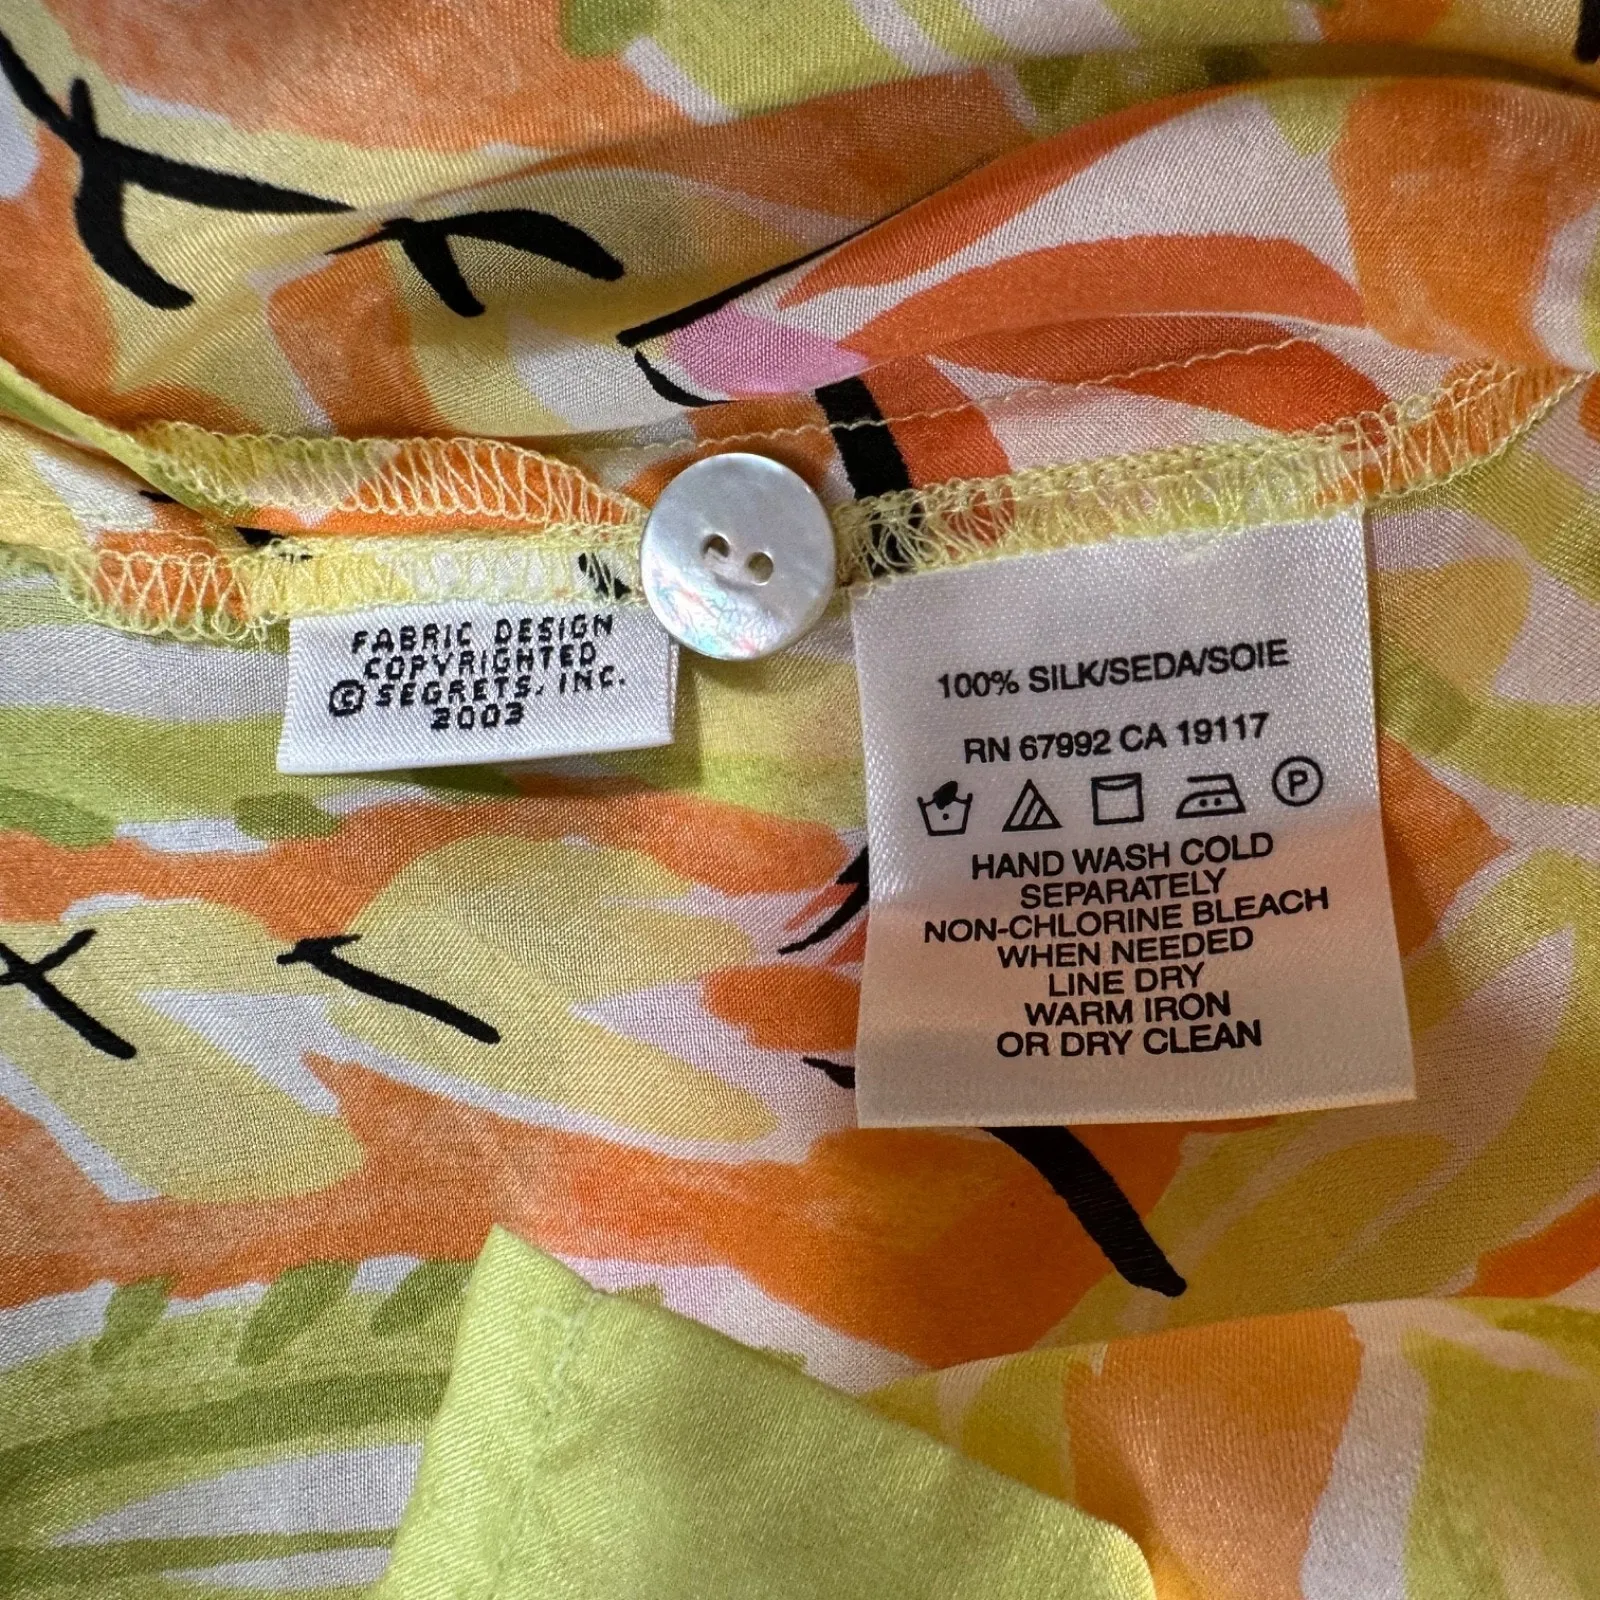 FABRIC DESIGN
COPYRIGHTED
© SEGRETS, INC.
2003
100% SILK/SEDA/SOIE
RN 67992 CA 19117
P
HAND WASH COLD
SEPARATELY
NON-CHLORINE BLEACH
WHEN NEEDED
LINE DRY
WARM IRON
OR DRY CLEAN